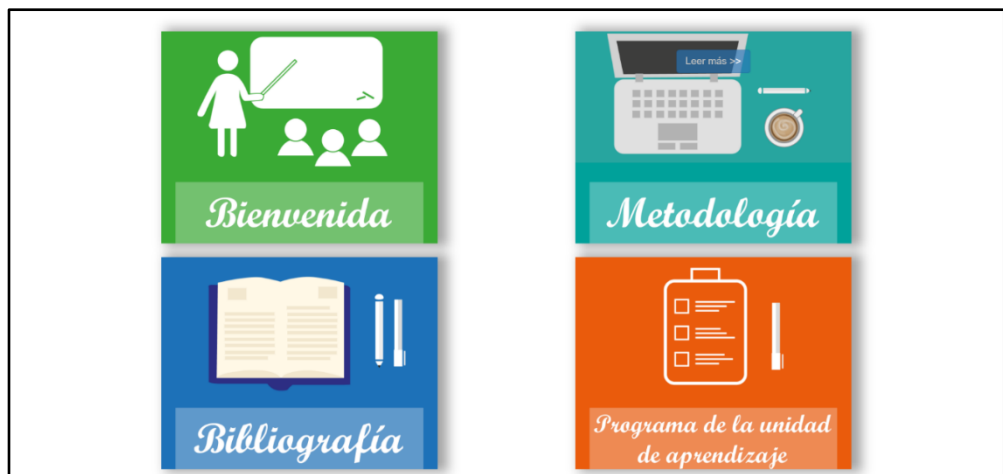 Leer más >>
Bienvenida
Metodología
Bibliografía
Programa de la unidad
de aprendizaje